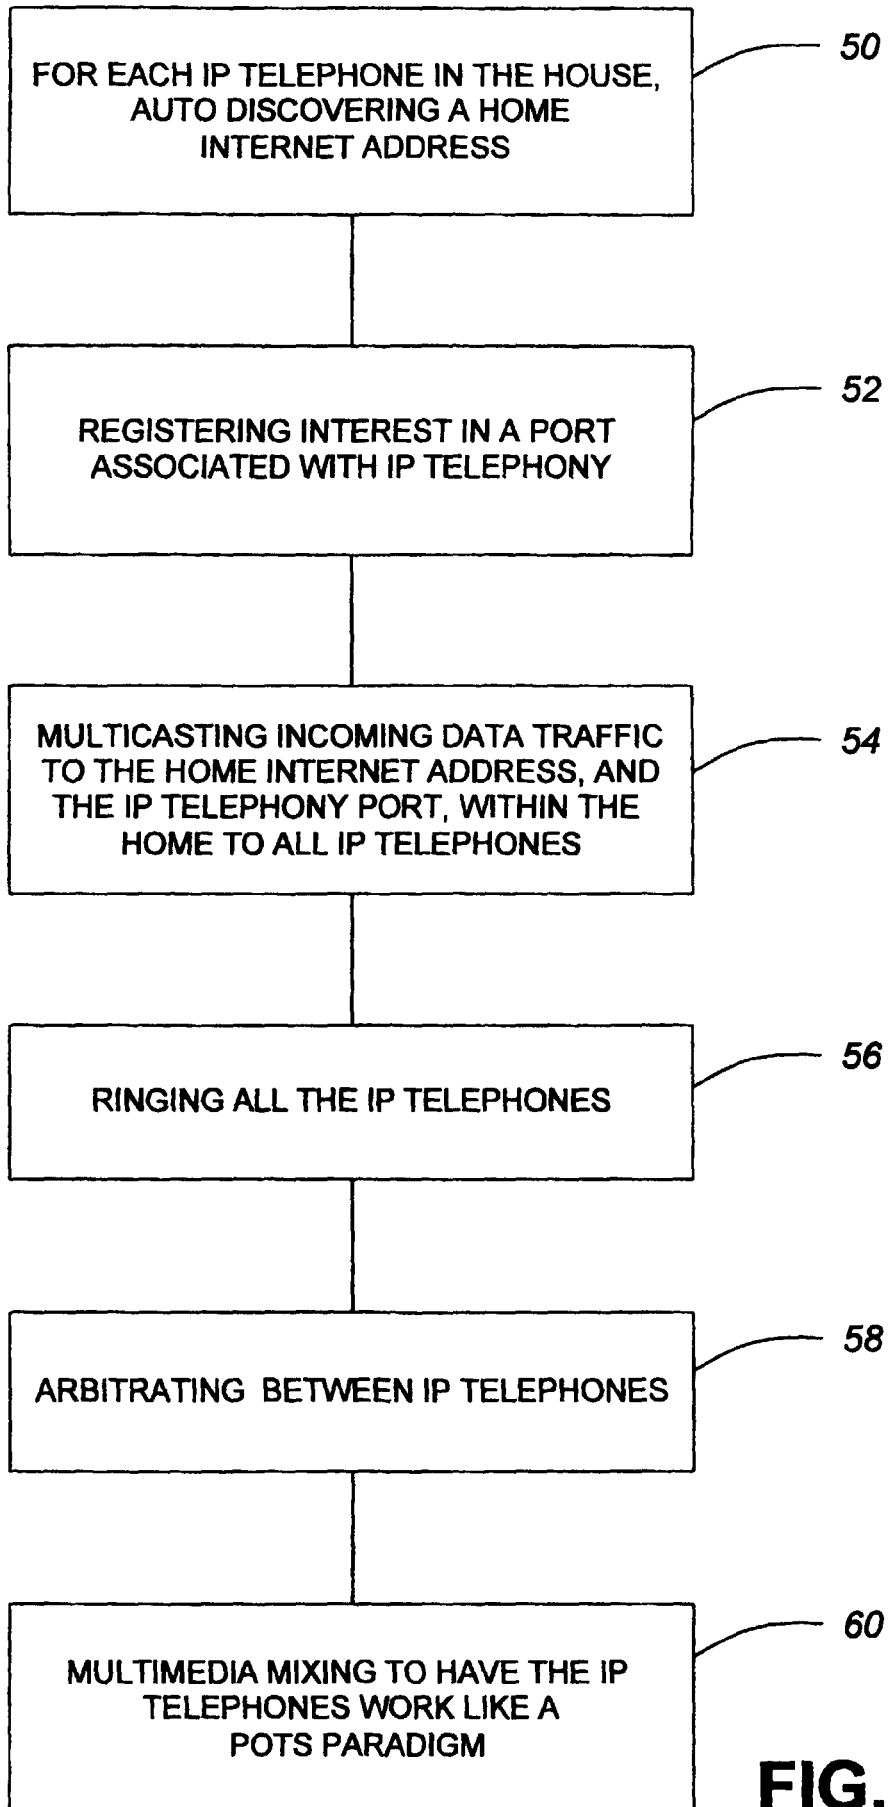 FOR EACH IP TELEPHONE IN THE HOUSE,
AUTO DISCOVERING A HOME
INTERNET ADDRESS
50
REGISTERING INTEREST IN A PORT
ASSOCIATED WITH IP TELEPHONY
52
MULTICASTING INCOMING DATA TRAFFIC
TO THE HOME INTERNET ADDRESS, AND
THE IP TELEPHONY PORT, WITHIN THE
HOME TO ALL IP TELEPHONES
54
RINGING ALL THE IP TELEPHONES
56
ARBITRATING BETWEEN IP TELEPHONES
58
MULTIMEDIA MIXING TO HAVE THE IP
TELEPHONES WORK LIKE A
POTS PARADIGM
60
FIG.